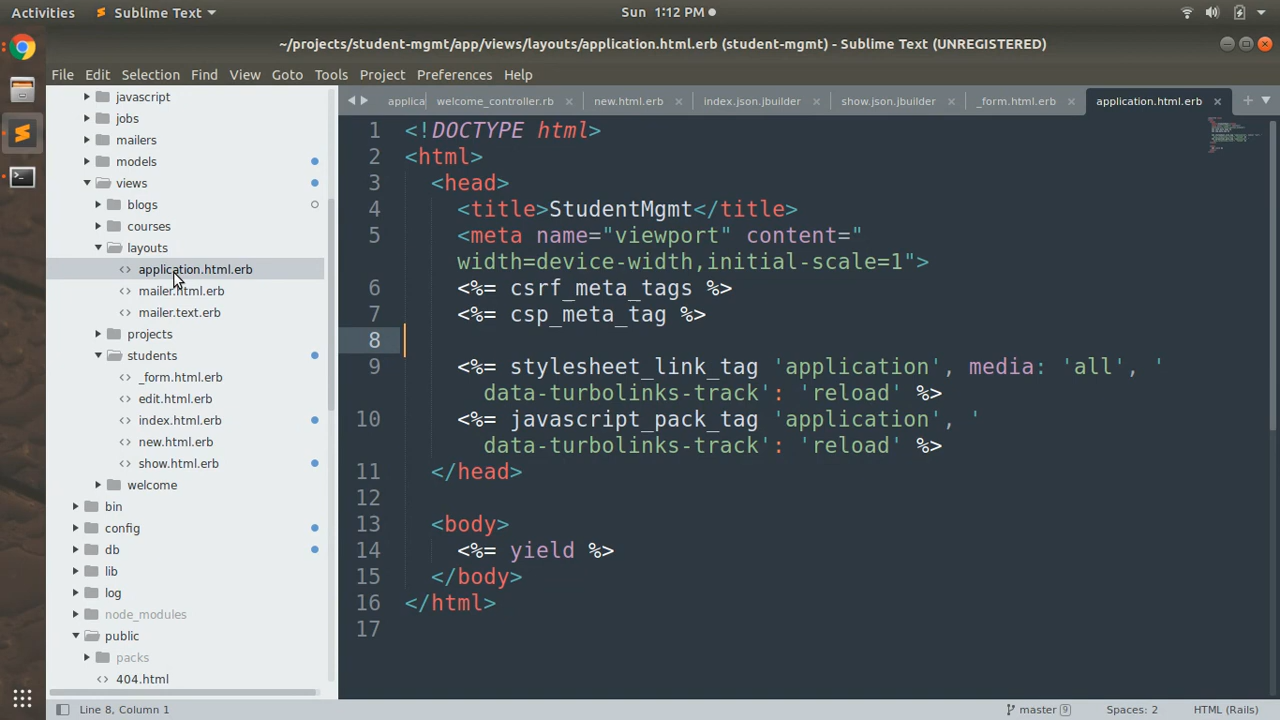 Activities
Sublime Text
Sun 1:12 PM
~/projects/student-mgmt/app/views/layouts/application.html.erb (student-mgmt) - Sublime Text (UNREGISTERED)
File Edit Selection Find View Goto Tools Project Preferences Help
applica
welcome_controller.rb
new.html.erb
index.json.jbuilder
show.json.jbuilder
_form.html.erb
application.html.erb
javascript
jobs
mailers
models
views
blogs
courses
layouts
application.html.erb
mailer.html.erb
mailer.text.erb
projects
students
_form.html.erb
edit.html.erb
index.html.erb
new.html.erb
show.html.erb
welcome
bin
config
db
lib
log
node_modules
public
packs
404.html
1 <!DOCTYPE html>
2 <html>
3 <head>
4 <title>StudentMgmt</title>
5 <meta name="viewport" content="
width=device-width,initial-scale=1">
6 <%= csrf_meta_tags %>
7 <%= csp_meta_tag %>
8
9 <%= stylesheet_link_tag 'application', media: 'all', '
data-turbolinks-track': 'reload' %>
10 <%= javascript_pack_tag 'application', '
data-turbolinks-track': 'reload' %>
11 </head>
12
13 <body>
14 <%= yield %>
15 </body>
16 </html>
17
Line 8, Column 1
master 9
Spaces: 2
HTML (Rails)